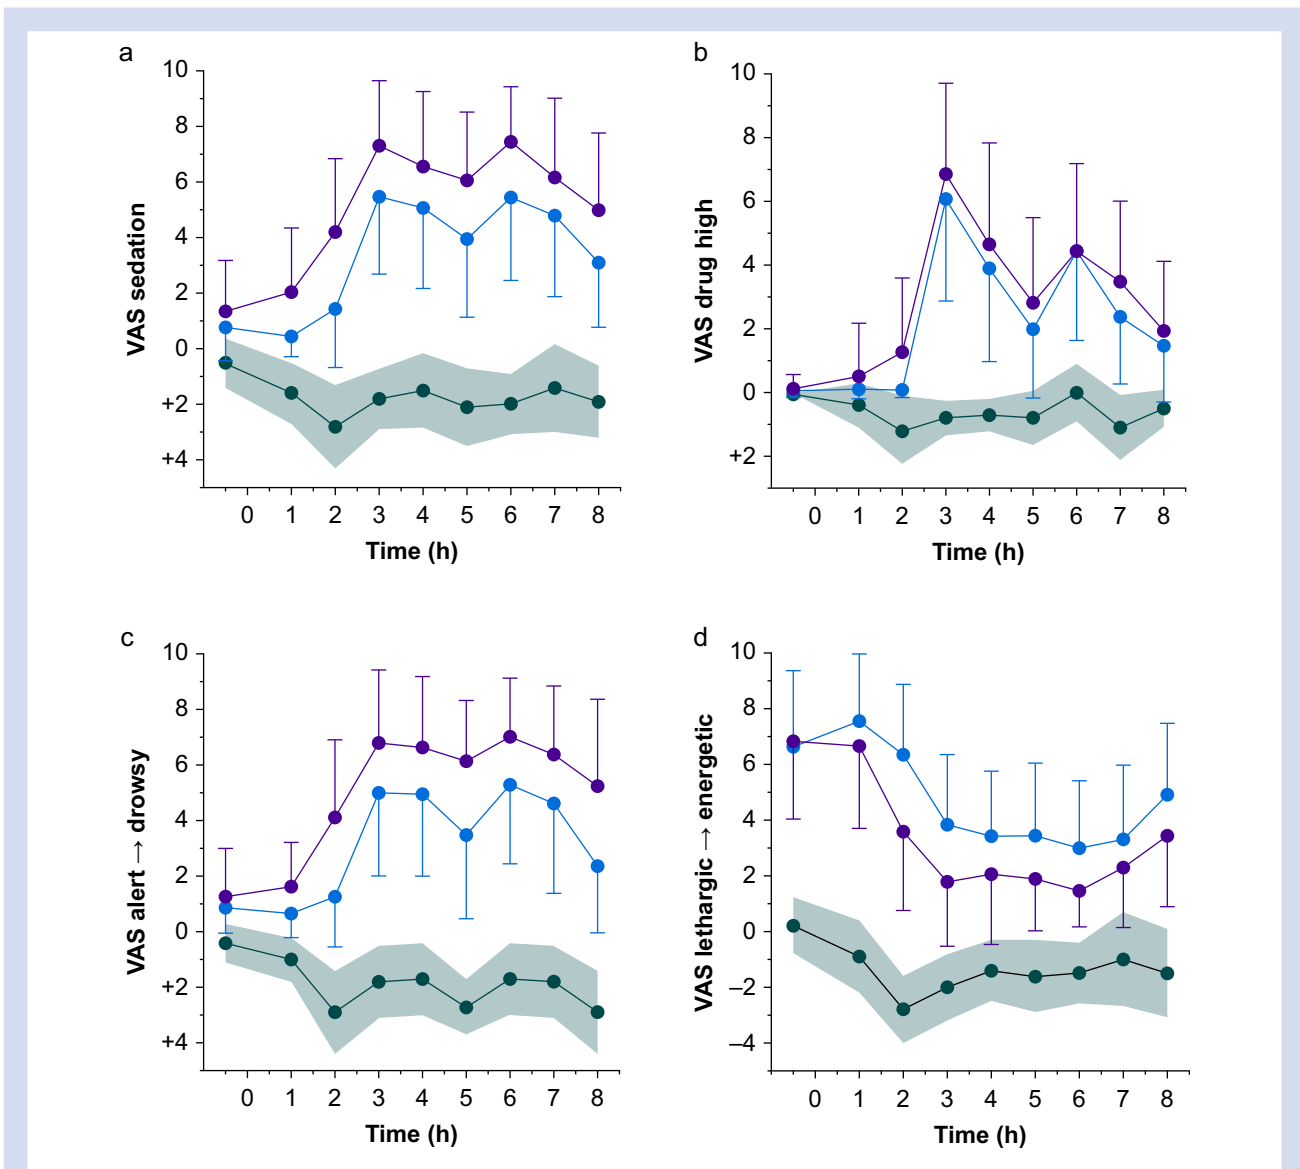 a
10
8
6
4
2
0
+2
+4
VAS sedation
0 1 2 3 4 5 6 7 8
Time (h)
b
10
8
6
4
2
0
+2
VAS drug high
0 1 2 3 4 5 6 7 8
Time (h)
c
10
8
6
4
2
0
+2
+4
VAS alert → drowsy
0 1 2 3 4 5 6 7 8
Time (h)
d
10
8
6
4
2
0
–2
–4
VAS lethargic → energetic
0 1 2 3 4 5 6 7 8
Time (h)